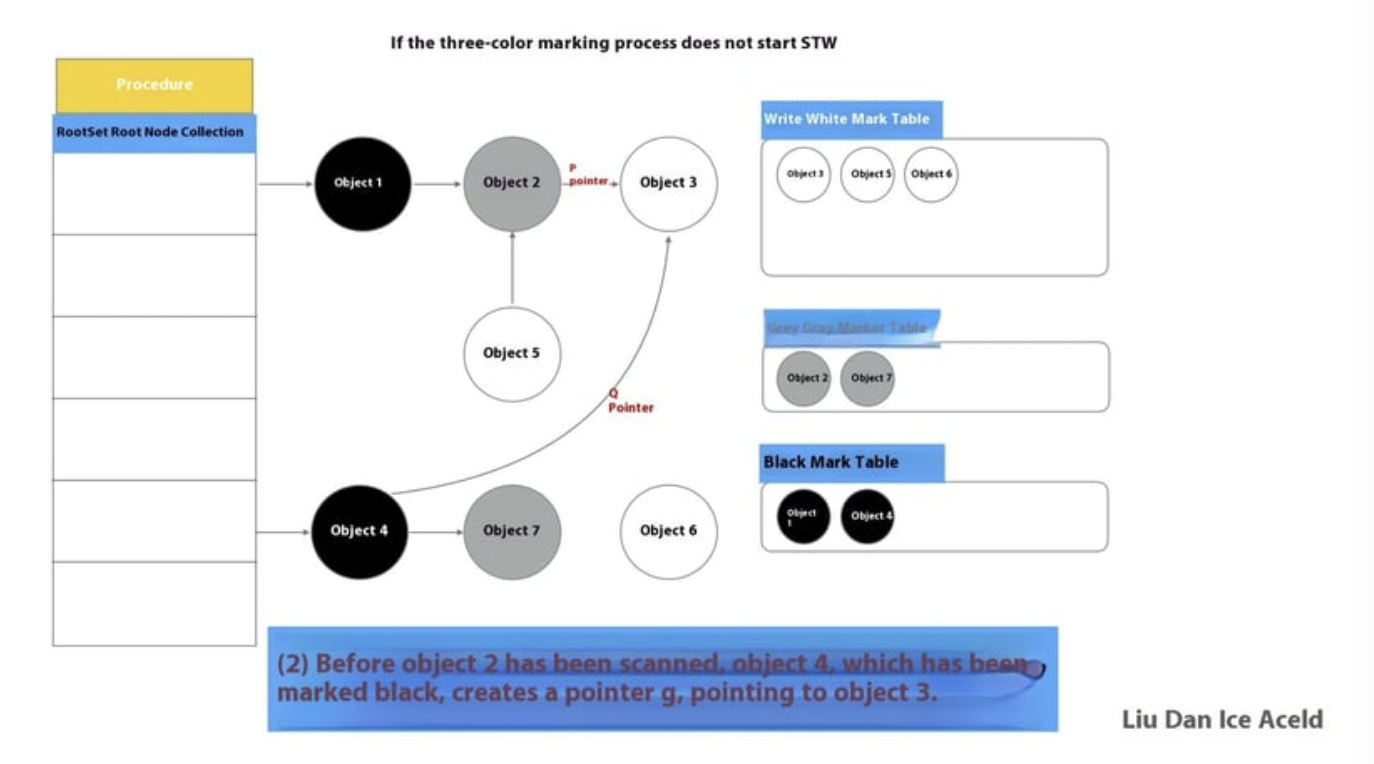 If the three-color marking process does not start STW
Procedure
RootSet Root Node Collection
Object 1
Object 2
P
pointer
Object 3
Object 5
Q
Pointer
Object 4
Object 7
Object 6
Write White Mark Table
Object 3
Object 5
Object 6
Grey Gray Marker Table
Object 2
Object 7
Black Mark Table
Object
1
Object 4
(2) Before object 2 has been scanned, object 4, which has been
marked black, creates a pointer g, pointing to object 3.
Liu Dan Ice Aceld